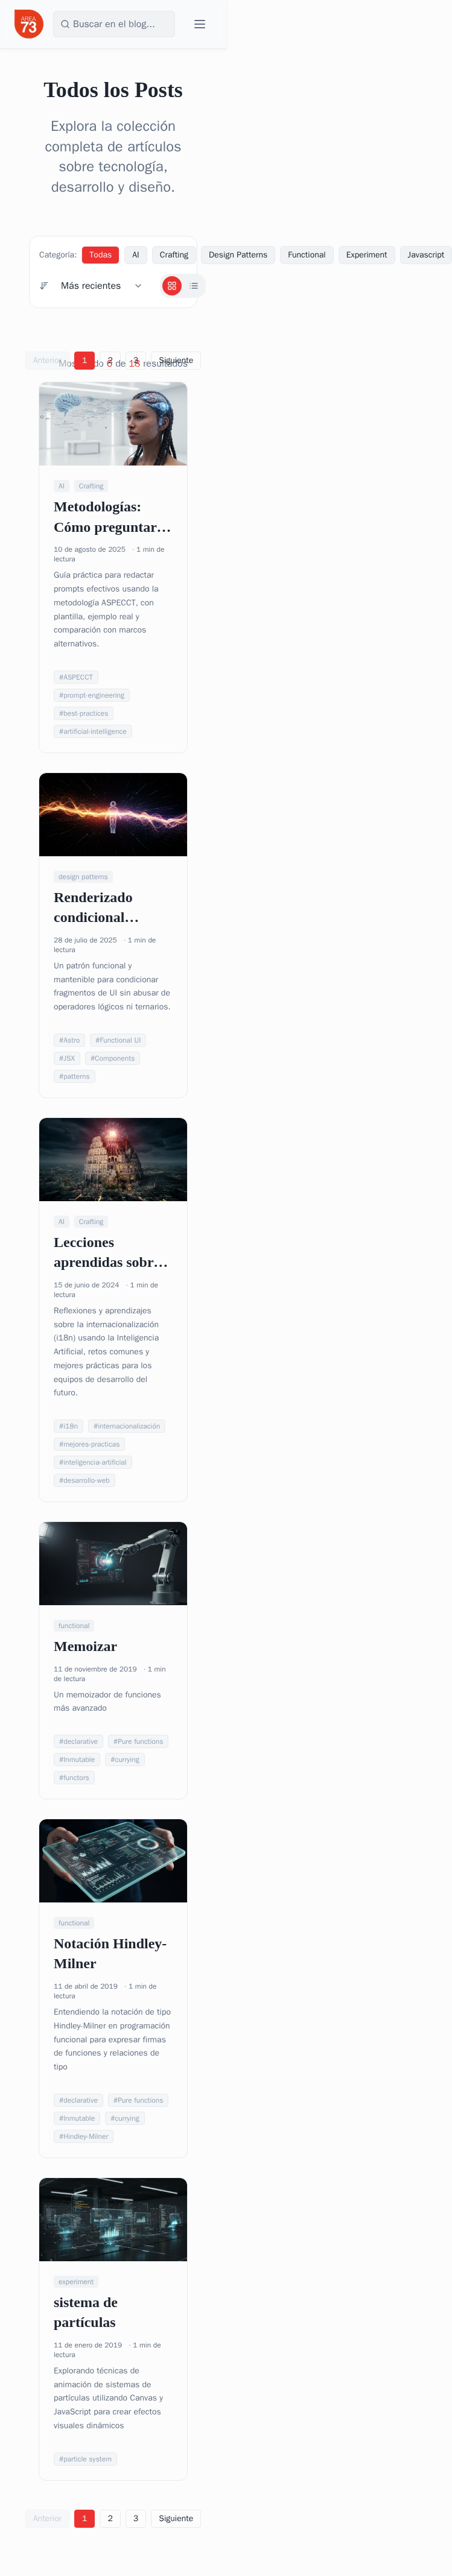 AREA
73
Buscar en el blog...
Todos los Posts
Explora la colección
completa de artículos
sobre tecnología,
desarrollo y diseño.
Categoría: Todas AI Crafting Design Patterns Functional Experiment Javascript
Más recientes
Anterior 1 2 3 Siguiente
Mostrando 6 de 18 resultados
AI Crafting
Metodologías:
Cómo preguntar…
10 de agosto de 2025 · 1 min de
lectura
Guía práctica para redactar
prompts efectivos usando la
metodología ASPECCT, con
plantilla, ejemplo real y
comparación con marcos
alternativos.
#ASPECCT
#prompt-engineering
#best-practices
#artificial-intelligence
design patterns
Renderizado
condicional…
28 de julio de 2025 · 1 min de
lectura
Un patrón funcional y
mantenible para condicionar
fragmentos de UI sin abusar de
operadores lógicos ni ternarios.
#Astro #Functional UI
#JSX #Components
#patterns
AI Crafting
Lecciones
aprendidas sobr…
15 de junio de 2024 · 1 min de
lectura
Reflexiones y aprendizajes
sobre la internacionalización
(i18n) usando la Inteligencia
Artificial, retos comunes y
mejores prácticas para los
equipos de desarrollo del
futuro.
#i18n #internacionalización
#mejores-practicas
#inteligencia-artificial
#desarrollo-web
functional
Memoizar
11 de noviembre de 2019 · 1 min
de lectura
Un memoizador de funciones
más avanzado
#declarative #Pure functions
#Inmutable #currying
#functors
functional
Notación Hindley-
Milner
11 de abril de 2019 · 1 min de
lectura
Entendiendo la notación de tipo
Hindley-Milner en programación
funcional para expresar firmas
de funciones y relaciones de
tipo
#declarative #Pure functions
#Inmutable #currying
#Hindley-Milner
experiment
sistema de
partículas
11 de enero de 2019 · 1 min de
lectura
Explorando técnicas de
animación de sistemas de
partículas utilizando Canvas y
JavaScript para crear efectos
visuales dinámicos
#particle system
Anterior 1 2 3 Siguiente